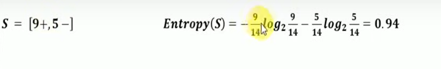 S = [9+,5−] Entropy(S) = −9/14 log₂ 9/14 − 5/14 log₂ 5/14 = 0.94